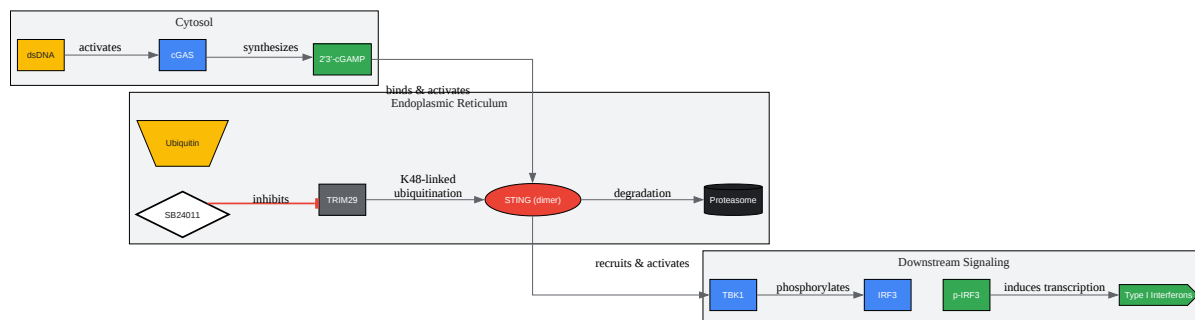 Cytosol
dsDNA
activates
cGAS
synthesizes
2'3'-cGAMP
binds & activates
Endoplasmic Reticulum
Ubiquitin
SB24011
inhibits
TRIM29
K48-linked
ubiquitination
STING (dimer)
degradation
Proteasome
recruits & activates
Downstream Signaling
TBK1
phosphorylates
IRF3
p-IRF3
induces transcription
Type I Interferons